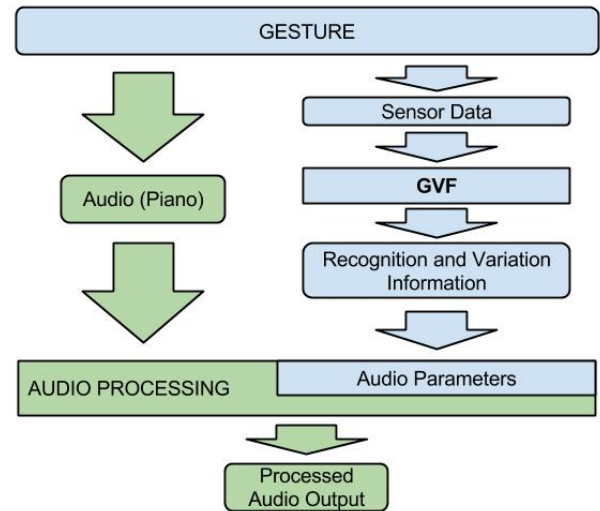 GESTURE
Sensor Data
GVF
Audio (Piano)
Recognition and Variation
Information
AUDIO PROCESSING
Audio Parameters
Processed
Audio Output